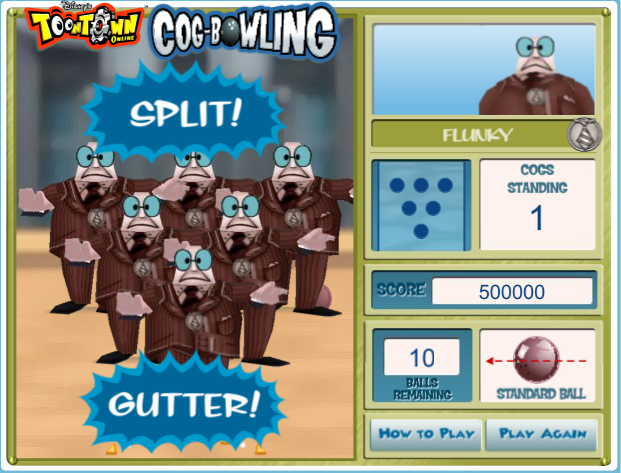 Disney's
TOONTOWN
ONLINE
COG-BOWLING
SPLIT!
FLUNKY
COGS
STANDING
1
SCORE 500000
10
BALLS
REMAINING
STANDARD BALL
GUTTER!
HOW TO PLAY
PLAY AGAIN